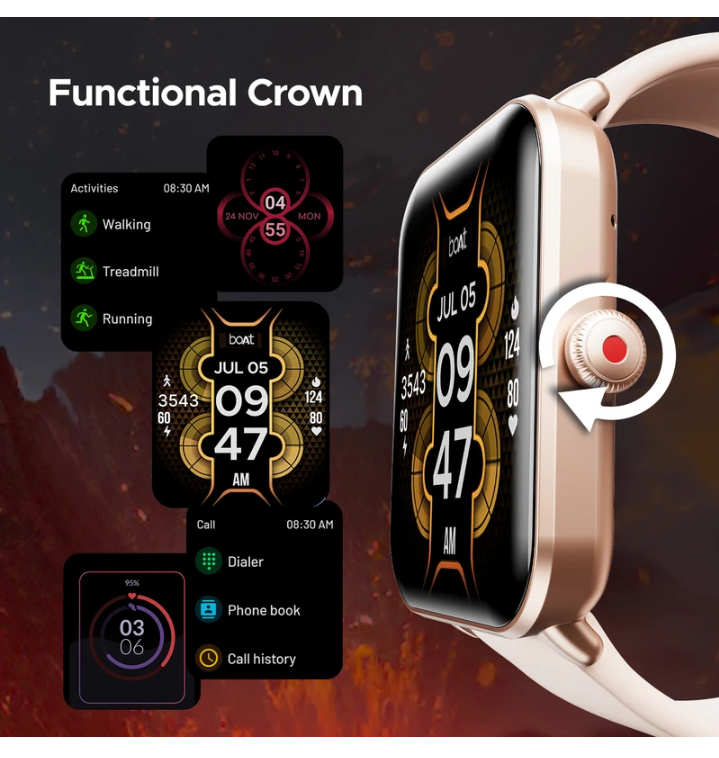 Functional Crown
Activities 08:30 AM
Walking
Treadmill
Running
04
24 NOV MON
55
boAt
JUL 05
3543 09 124
60 47 80
AM
Call 08:30 AM
Dialer
Phone book
Call history
95%
03
06
boAt
JUL 05
3543 09 124
60 47 80
AM